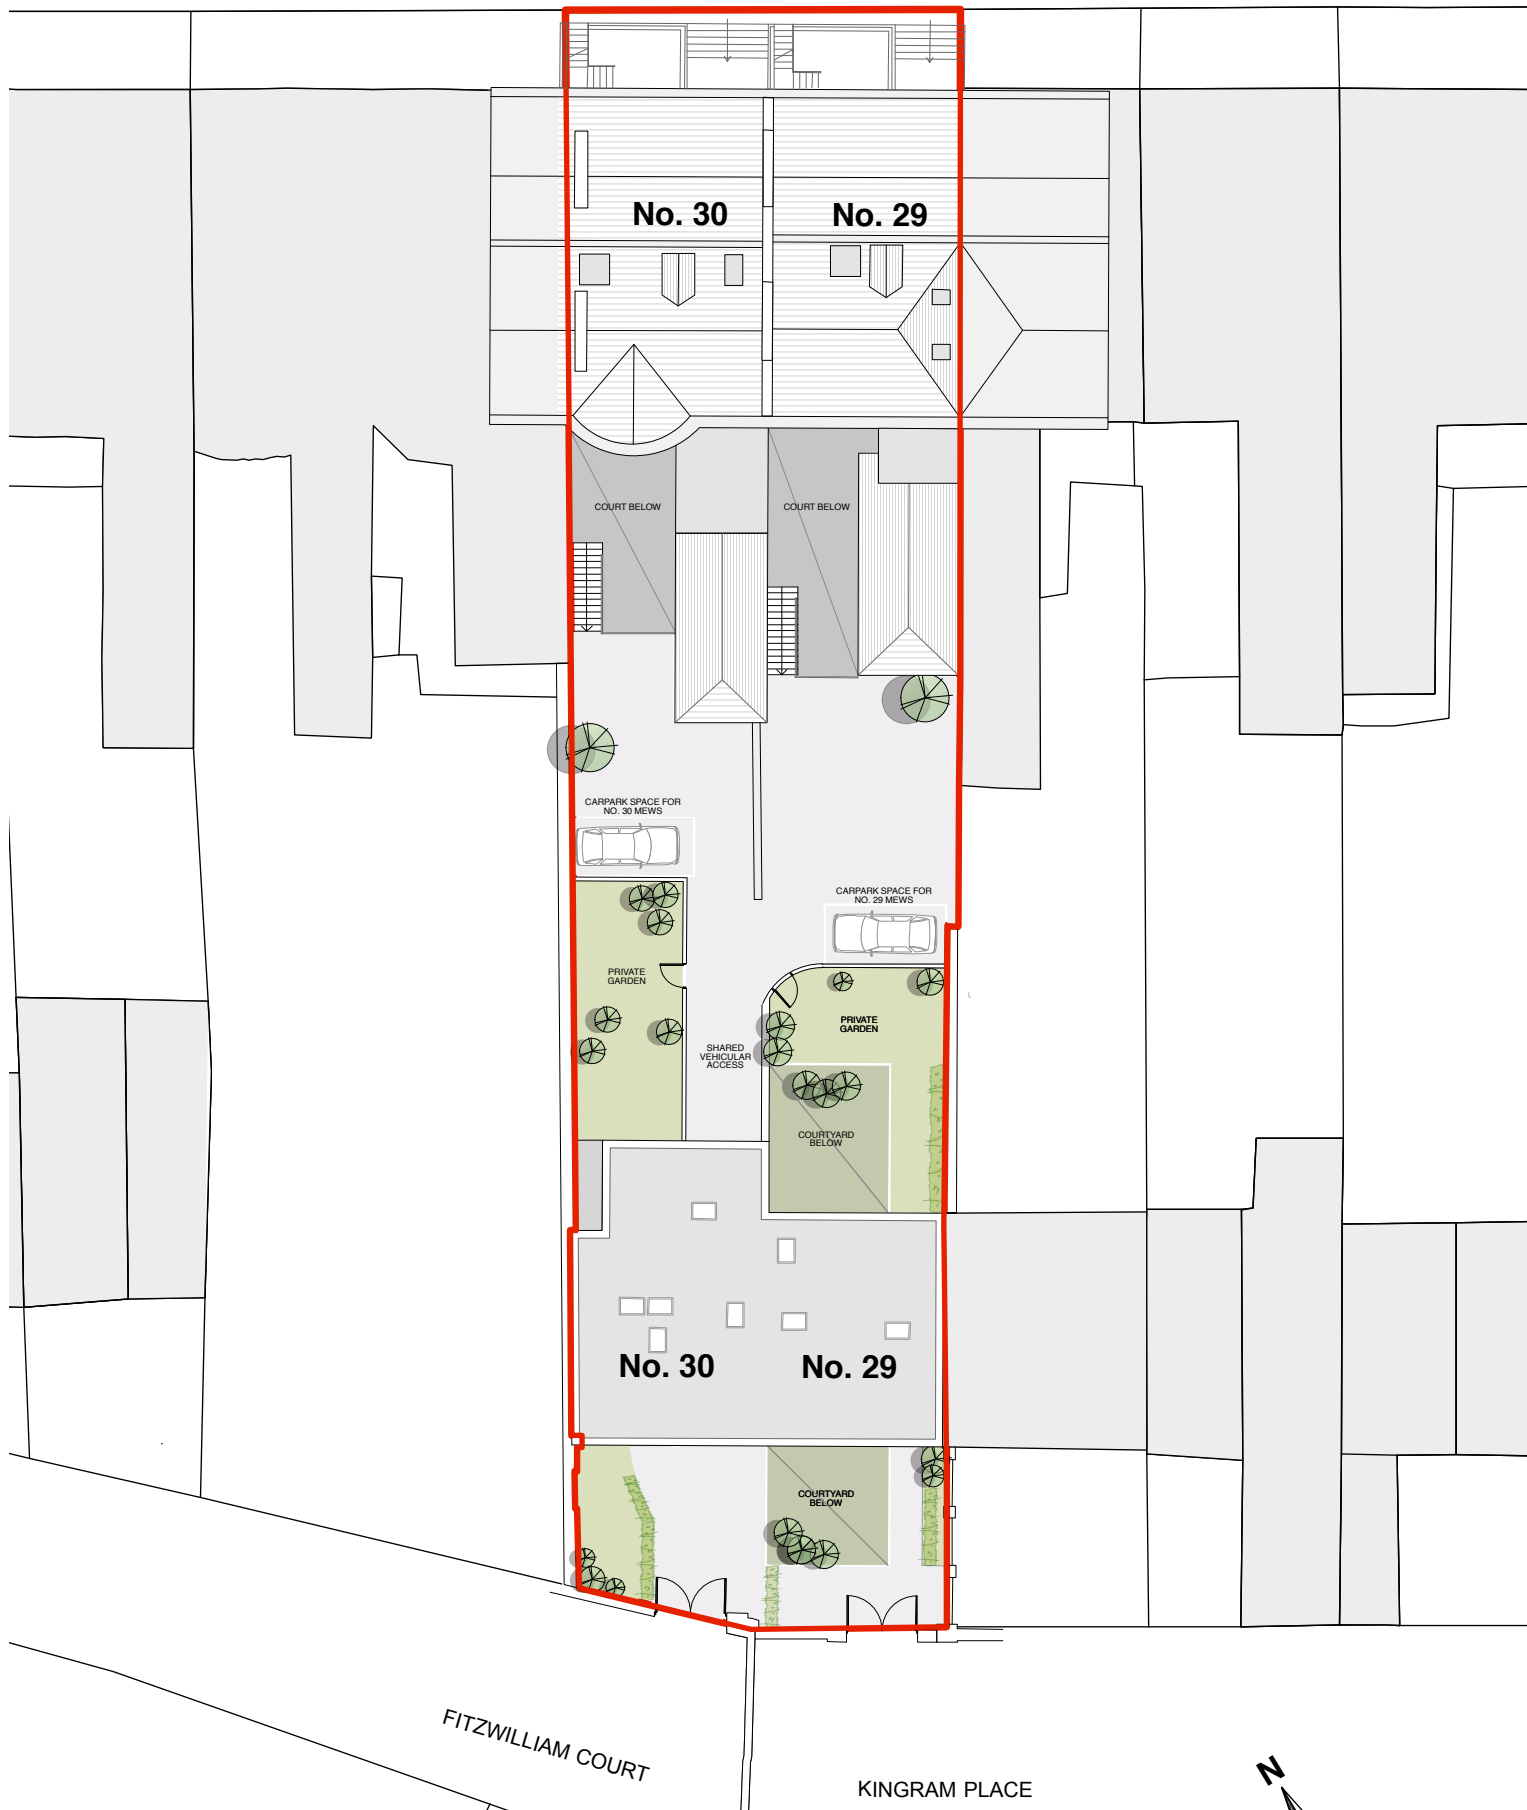 No. 30
No. 29
COURT BELOW
COURT BELOW
CARPARK SPACE FOR
NO. 30 MEWS
CARPARK SPACE FOR
NO. 29 MEWS
PRIVATE
GARDEN
PRIVATE
GARDEN
SHARED
VEHICULAR
ACCESS
COURTYARD
BELOW
No. 30
No. 29
COURTYARD
BELOW
FITZWILLIAM COURT
KINGRAM PLACE
N